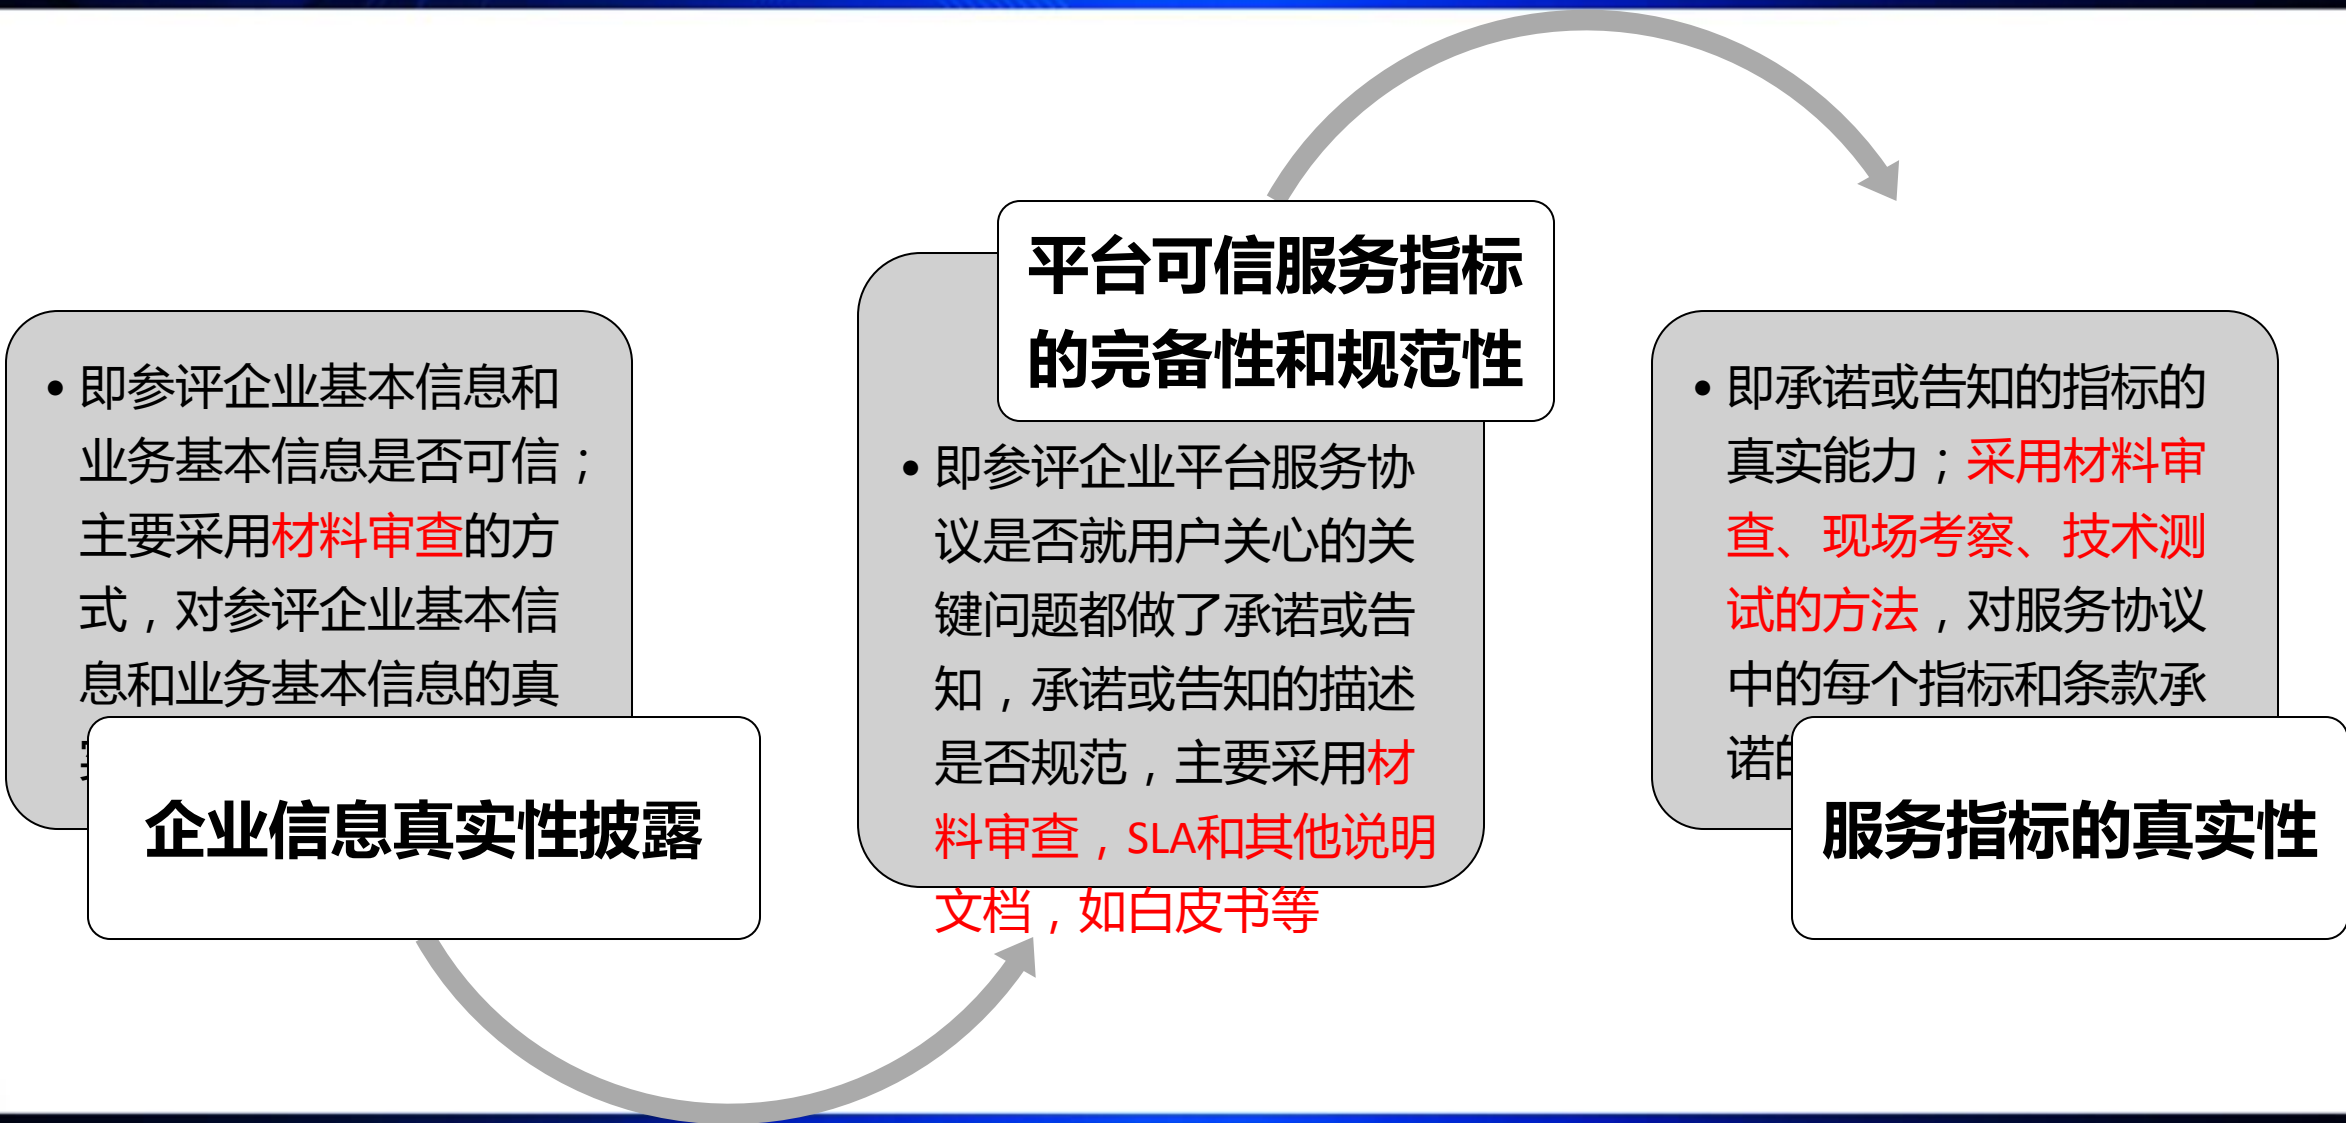 • 即参评企业基本信息和
业务基本信息是否可信；
主要采用材料审查的方
式，对参评企业基本信
息和业务基本信息的真
企业信息真实性披露
平台可信服务指标
的完备性和规范性
• 即参评企业平台服务协
议是否就用户关心的关
键问题都做了承诺或告
知，承诺或告知的描述
是否规范，主要采用材
料审查，SLA和其他说明
文档，如白皮书等
• 即承诺或告知的指标的
真实能力；采用材料审
查、现场考察、技术测
试的方法，对服务协议
中的每个指标和条款承
诺
服务指标的真实性